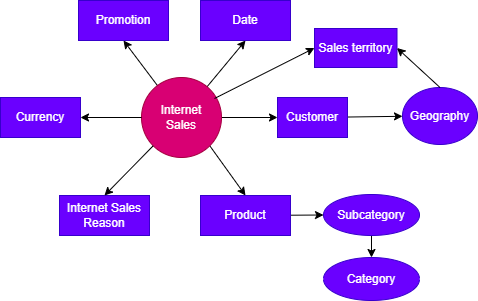 Promotion
Date
Sales territory
Currency
Internet
Sales
Customer
Geography
Internet Sales
Reason
Product
Subcategory
Category